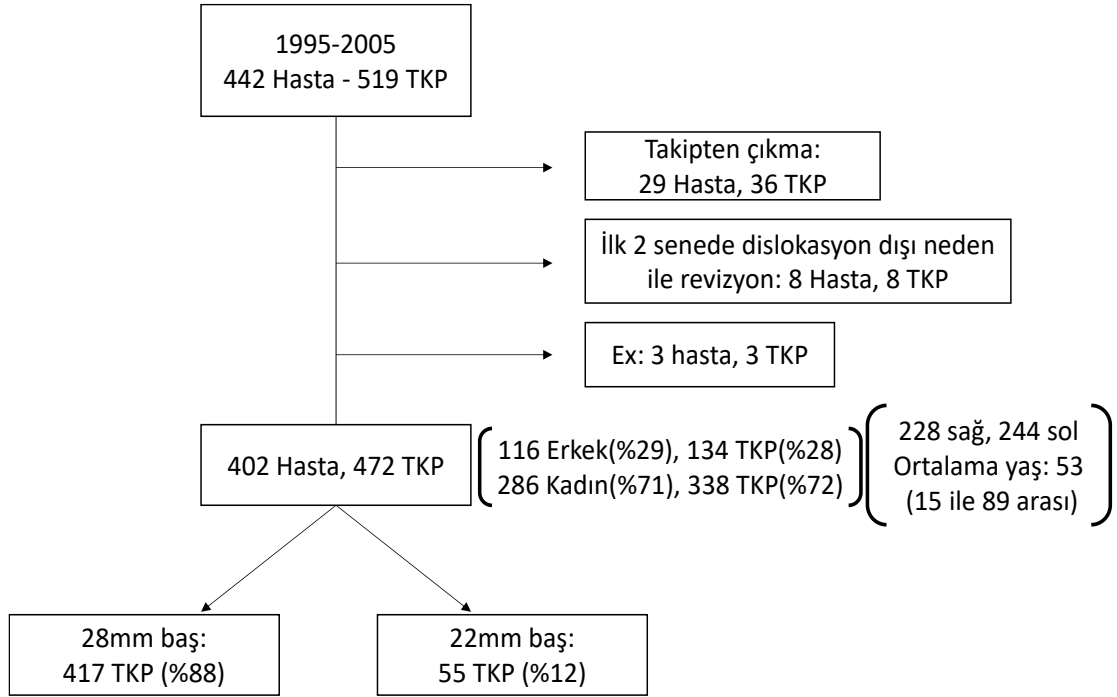 1995-2005
442 Hasta - 519 TKP
Takipten çıkma:
29 Hasta, 36 TKP
İlk 2 senede dislokasyon dışı neden
ile revizyon: 8 Hasta, 8 TKP
Ex: 3 hasta, 3 TKP
402 Hasta, 472 TKP
116 Erkek(%29), 134 TKP(%28)
286 Kadın(%71), 338 TKP(%72)
228 sağ, 244 sol
Ortalama yaş: 53
(15 ile 89 arası)
28mm baş:
417 TKP (%88)
22mm baş:
55 TKP (%12)